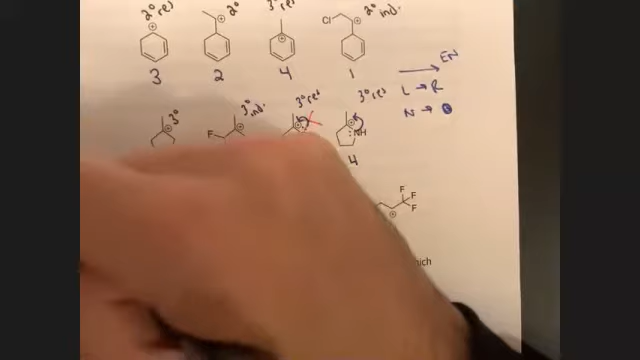 2° res
2°
3° res
Cl
2° ind.
3 2 4 1
EN
L → R
N →
3°
3° ind.
3° res
3° res
F
:NH
4
F
F
F